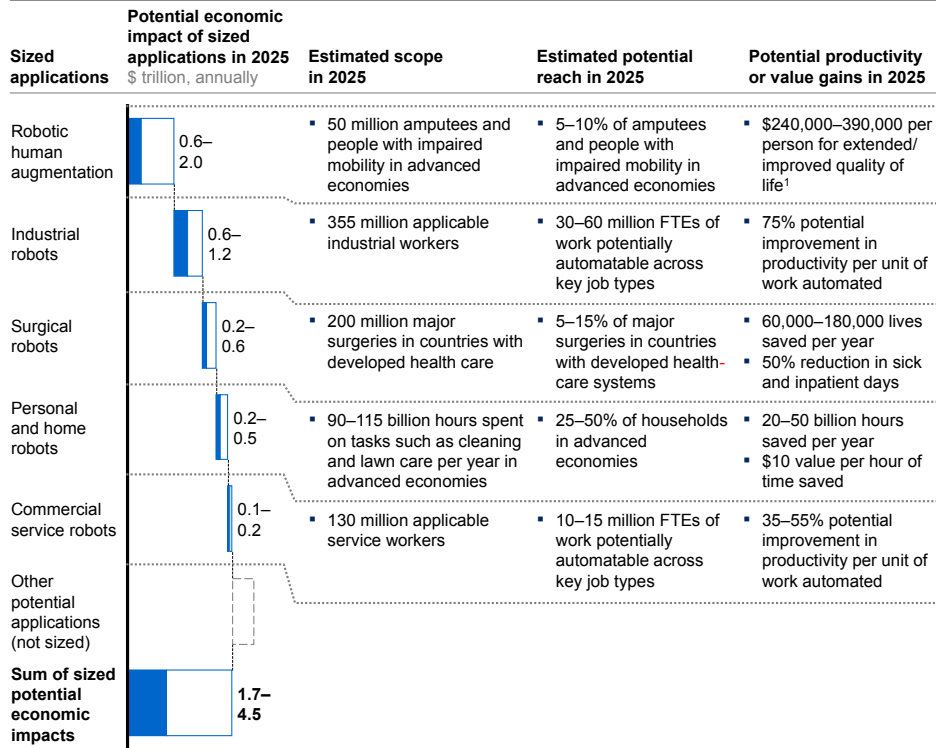 Sized
applications
Potential economic
impact of sized
applications in 2025
$ trillion, annually
Estimated scope
in 2025
Estimated potential
reach in 2025
Potential productivity
or value gains in 2025
Robotic
human
augmentation
0.6–
2.0
▪ 50 million amputees and
people with impaired
mobility in advanced
economies
▪ 5–10% of amputees
and people with
impaired mobility in
advanced economies
▪ $240,000–390,000 per
person for extended/
improved quality of
life¹
Industrial
robots
0.6–
1.2
▪ 355 million applicable
industrial workers
▪ 30–60 million FTEs of
work potentially
automatable across
key job types
▪ 75% potential
improvement in
productivity per unit of
work automated
Surgical
robots
0.2–
0.6
▪ 200 million major
surgeries in countries with
developed health care
▪ 5–15% of major
surgeries in countries
with developed health-
care systems
▪ 60,000–180,000 lives
saved per year
▪ 50% reduction in sick
and inpatient days
Personal
and home
robots
0.2–
0.5
▪ 90–115 billion hours spent
on tasks such as cleaning
and lawn care per year in
advanced economies
▪ 25–50% of households
in advanced
economies
▪ 20–50 billion hours
saved per year
▪ $10 value per hour of
time saved
Commercial
service robots
0.1–
0.2
▪ 130 million applicable
service workers
▪ 10–15 million FTEs of
work potentially
automatable across
key job types
▪ 35–55% potential
improvement in
productivity per unit of
work automated
Other
potential
applications
(not sized)
Sum of sized
potential
economic
impacts
1.7–
4.5